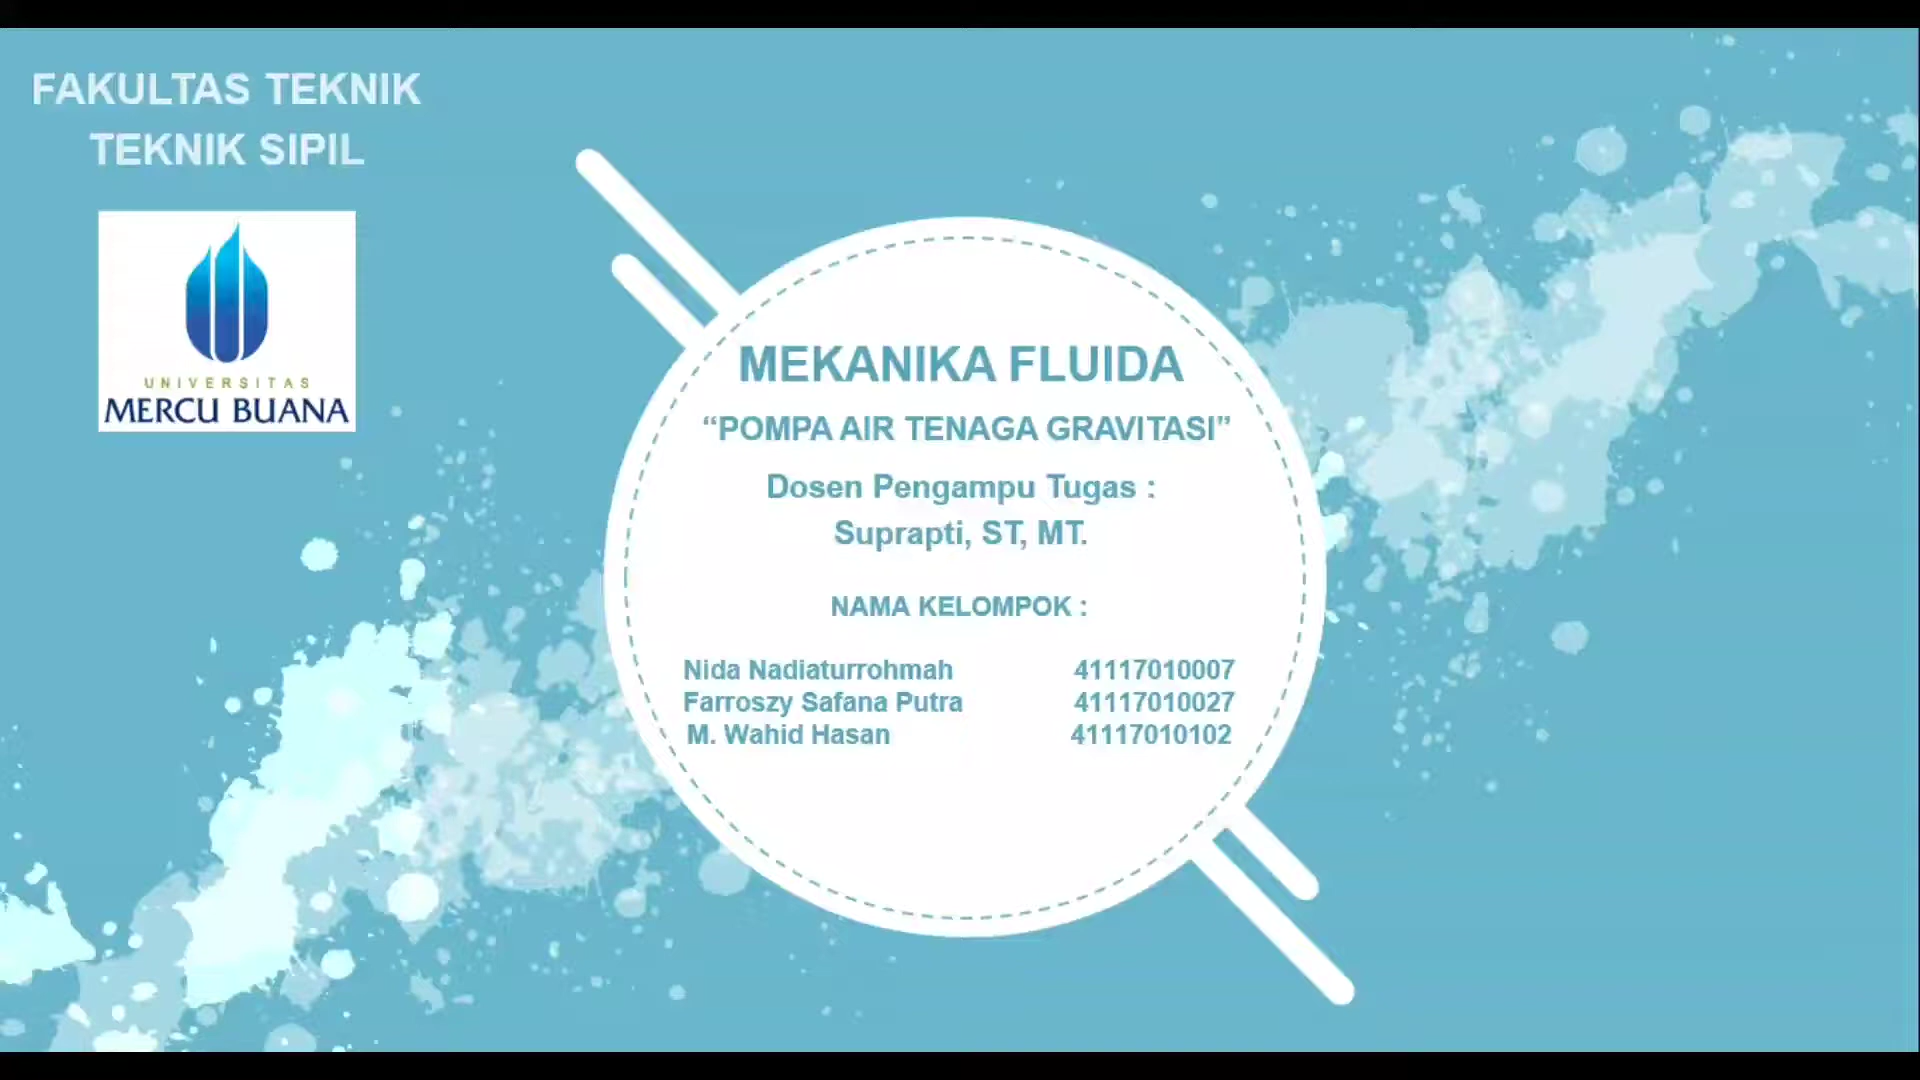 FAKULTAS TEKNIK
TEKNIK SIPIL
UNIVERSITAS
MERCU BUANA
MEKANIKA FLUIDA
“POMPA AIR TENAGA GRAVITASI”
Dosen Pengampu Tugas :
Suprapti, ST, MT.
NAMA KELOMPOK :
Nida Nadiaturrohmah 41117010007
Farroszy Safana Putra 41117010027
M. Wahid Hasan 41117010102